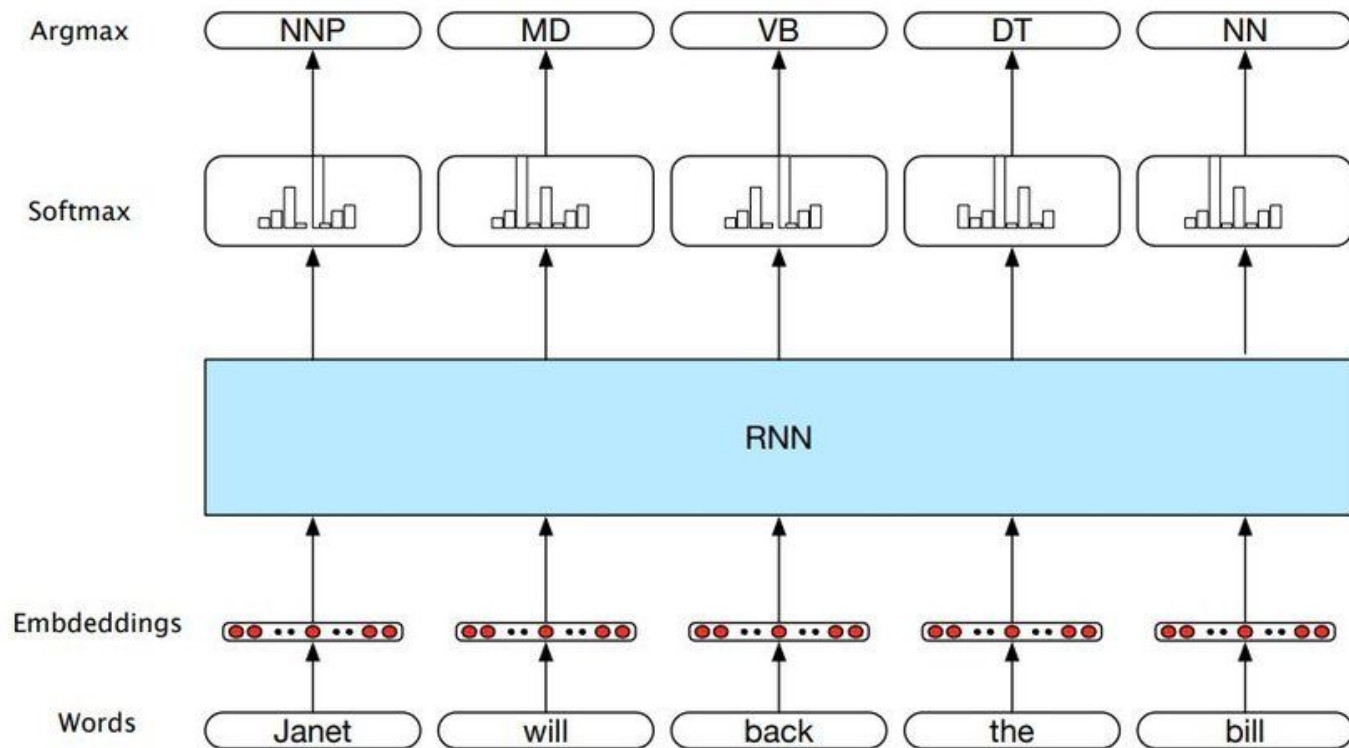 Argmax NNP MD VB DT NN
Softmax
RNN
Embdeddings
Words Janet will back the bill